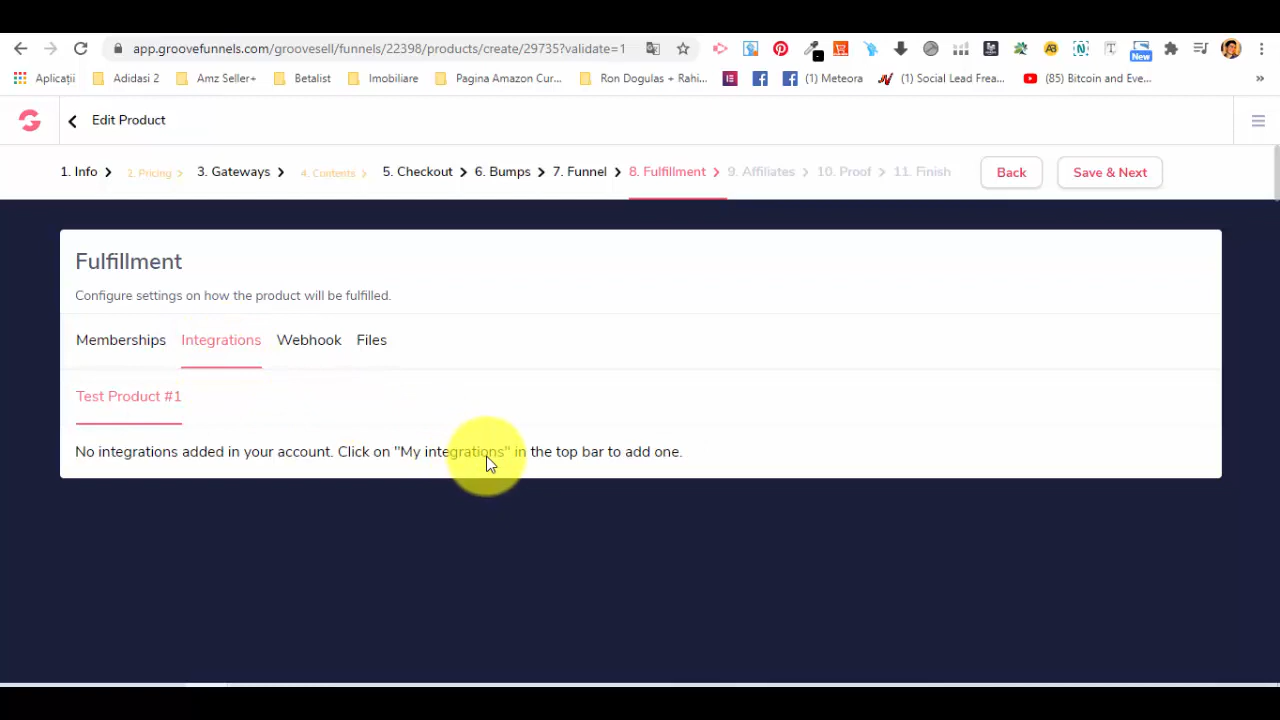 app.groovefunnels.com/groovesell/funnels/22398/products/create/29735?validate=1
New
Aplicații
Adidasi 2
Amz Seller+
Betalist
Imobiliare
Pagina Amazon Cur...
Ron Dogulas + Rahi...
(1) Meteora
(1) Social Lead Frea...
(85) Bitcoin and Eve...
»
Edit Product
1. Info
2. Pricing
3. Gateways
4. Contents
5. Checkout
6. Bumps
7. Funnel
8. Fulfillment
9. Affiliates
10. Proof
11. Finish
Back
Save & Next
Fulfillment
Configure settings on how the product will be fulfilled.
Memberships
Integrations
Webhook
Files
Test Product #1
No integrations added in your account. Click on "My integrations" in the top bar to add one.